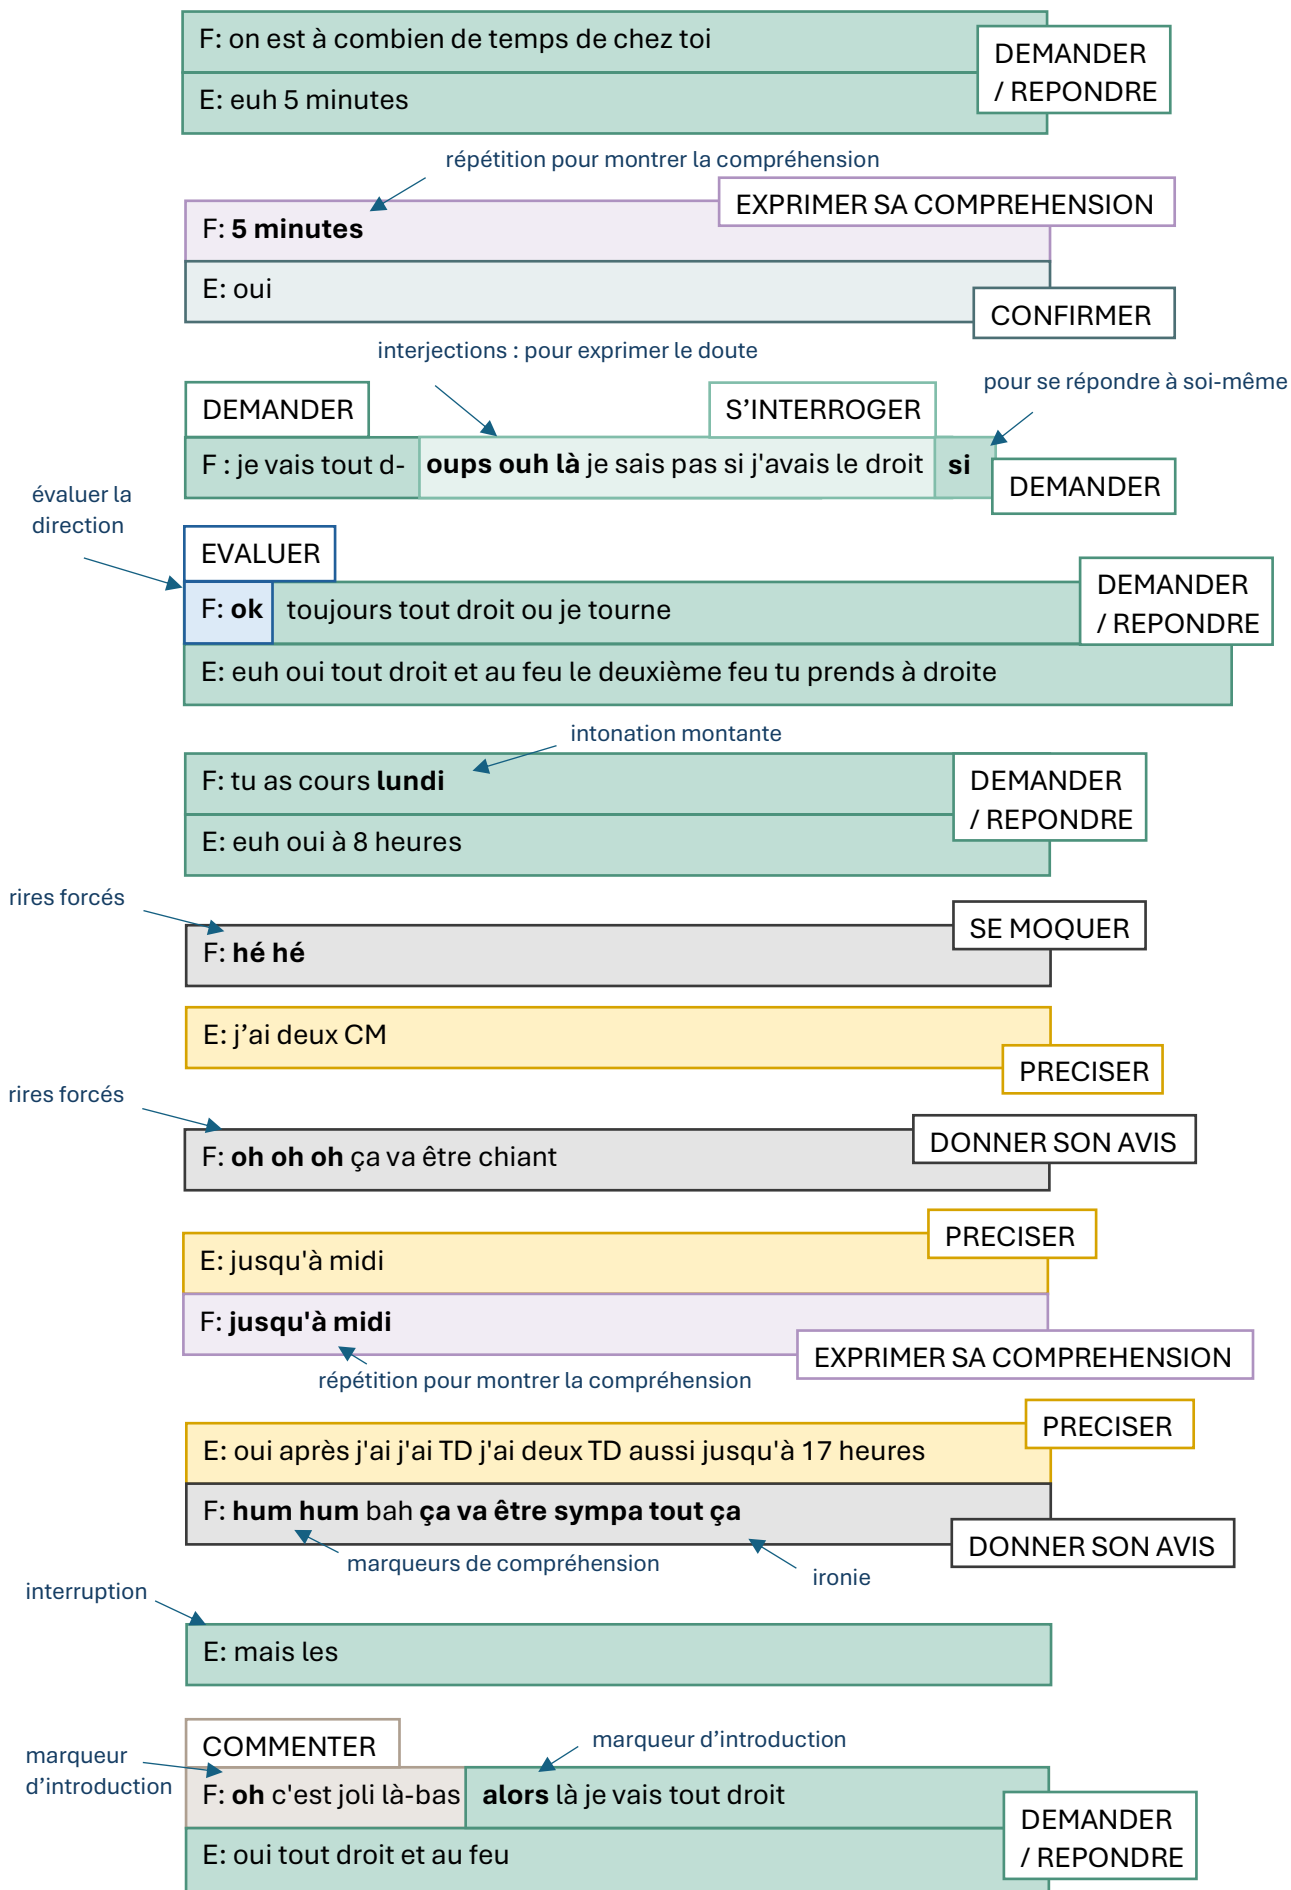 F: on est à combien de temps de chez toi
DEMANDER
/ REPONDRE
E: euh 5 minutes
répétition pour montrer la compréhension
EXPRIMER SA COMPREHENSION
F: 5 minutes
E: oui
CONFIRMER
interjections : pour exprimer le doute
pour se répondre à soi-même
DEMANDER
S'INTERROGER
F : je vais tout d- oups ouh là je sais pas si j'avais le droit si
DEMANDER
évaluer la
direction
EVALUER
F: ok toujours tout droit ou je tourne
DEMANDER
/ REPONDRE
E: euh oui tout droit et au feu le deuxième feu tu prends à droite
intonation montante
F: tu as cours lundi
DEMANDER
/ REPONDRE
E: euh oui à 8 heures
rires forcés
SE MOQUER
F: hé hé
E: j'ai deux CM
PRECISER
rires forcés
DONNER SON AVIS
F: oh oh oh ça va être chiant
PRECISER
E: jusqu'à midi
F: jusqu'à midi
EXPRIMER SA COMPREHENSION
répétition pour montrer la compréhension
PRECISER
E: oui après j'ai j'ai TD j'ai deux TD aussi jusqu'à 17 heures
F: hum hum bah ça va être sympa tout ça
DONNER SON AVIS
marqueurs de compréhension
ironie
interruption
E: mais les
COMMENTER
marqueur d'introduction
marqueur
d'introduction
F: oh c'est joli là-bas alors là je vais tout droit
DEMANDER
/ REPONDRE
E: oui tout droit et au feu